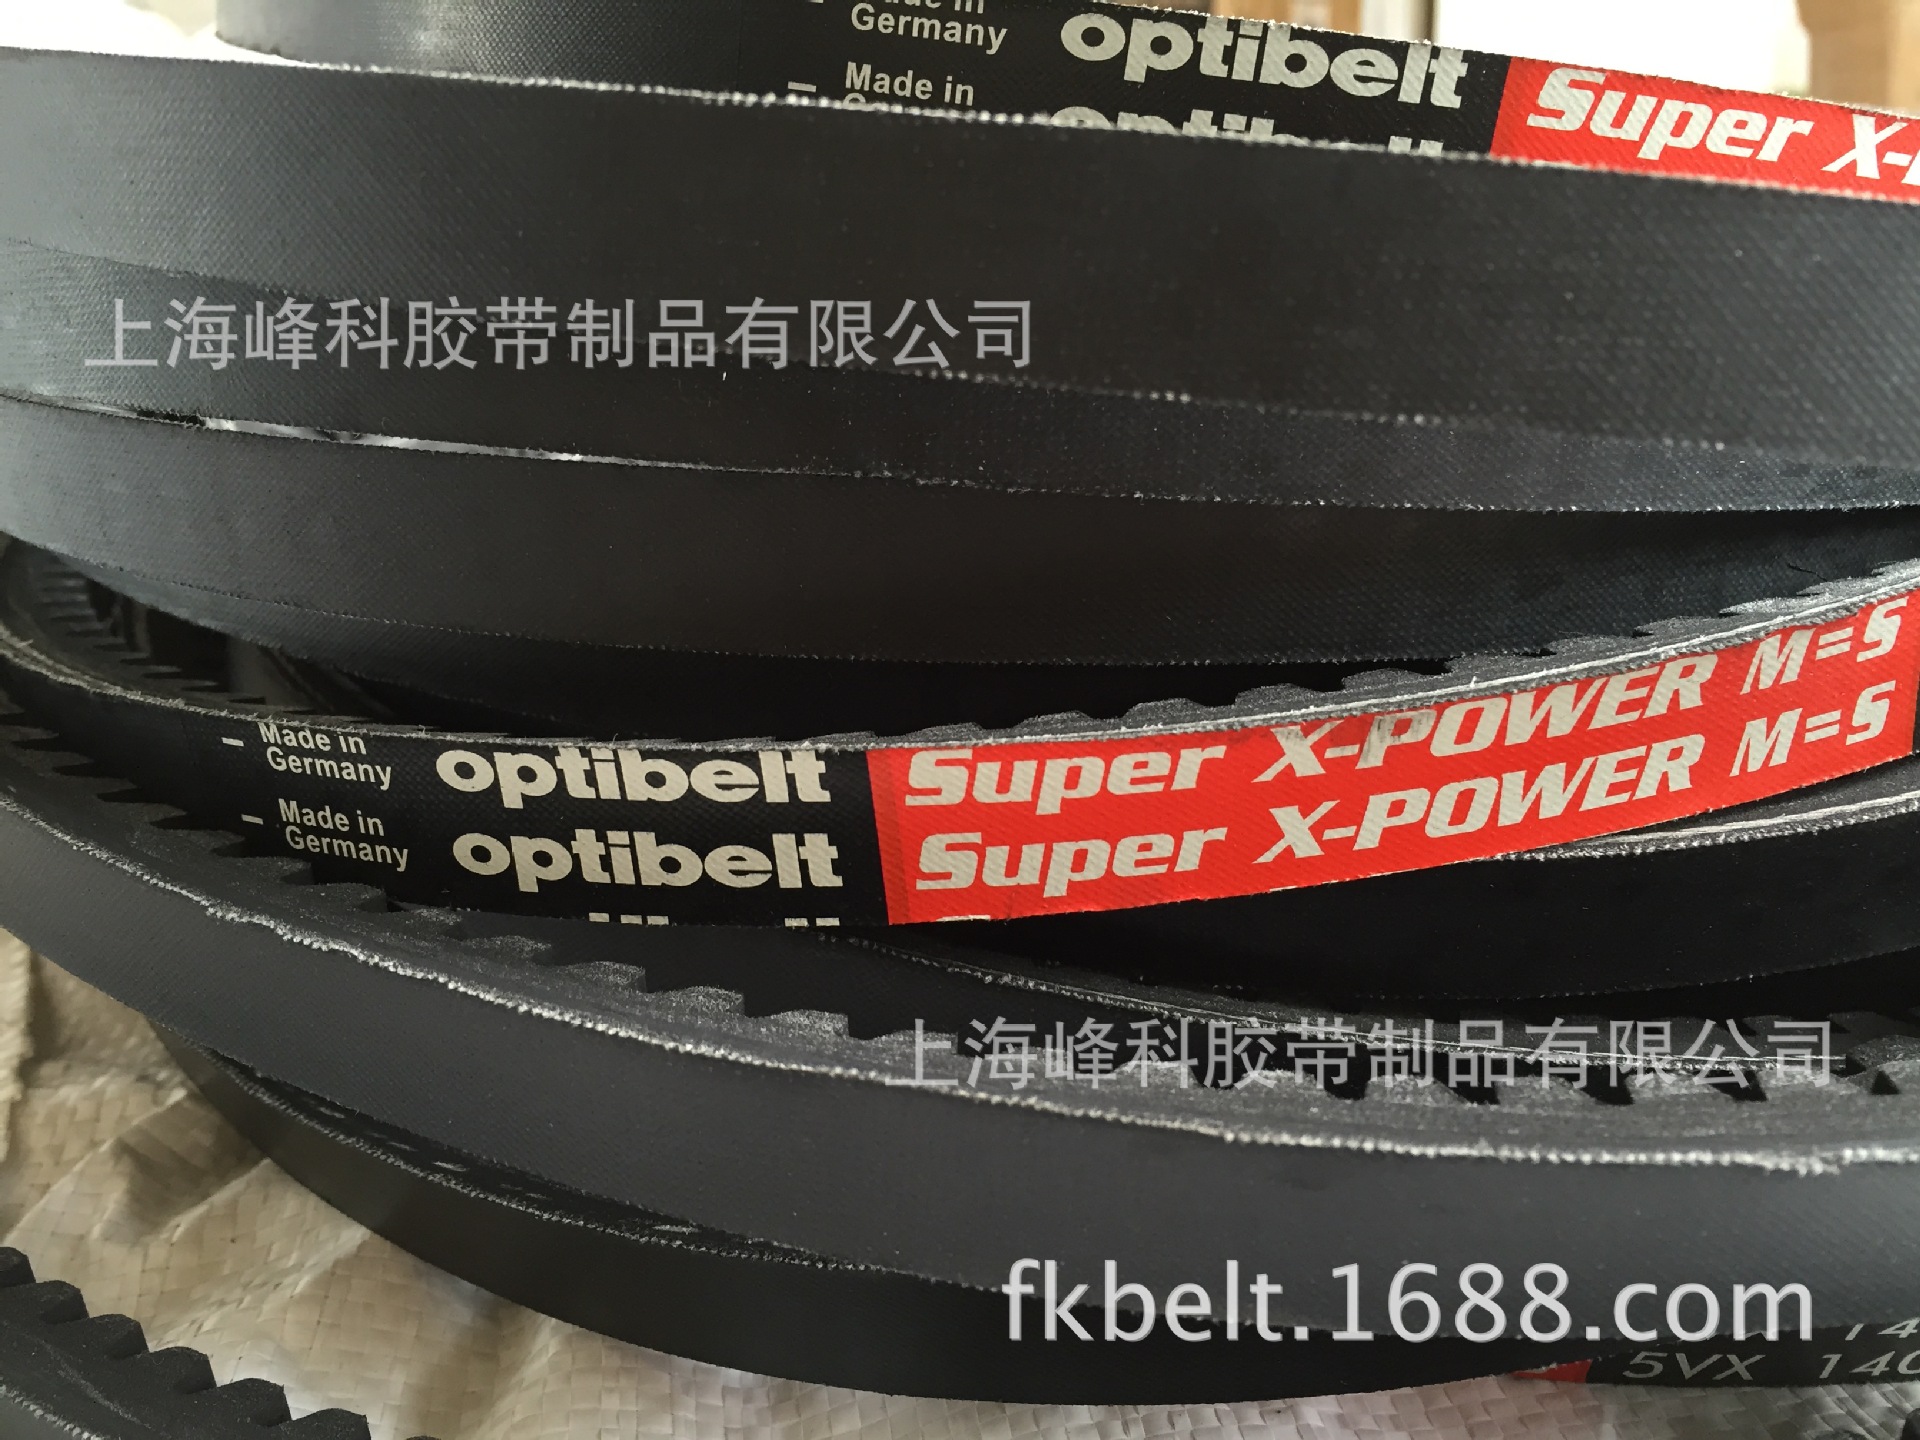 Germany optibelt
Made in
Super X-
上海峰科胶带制品有限公司
Made in
Germany optibelt Super X-POWER M=S
Made in
Germany optibelt Super X-POWER M=S
上海峰科胶带制品有限公司
fkbelt.1688.com
5VX 140